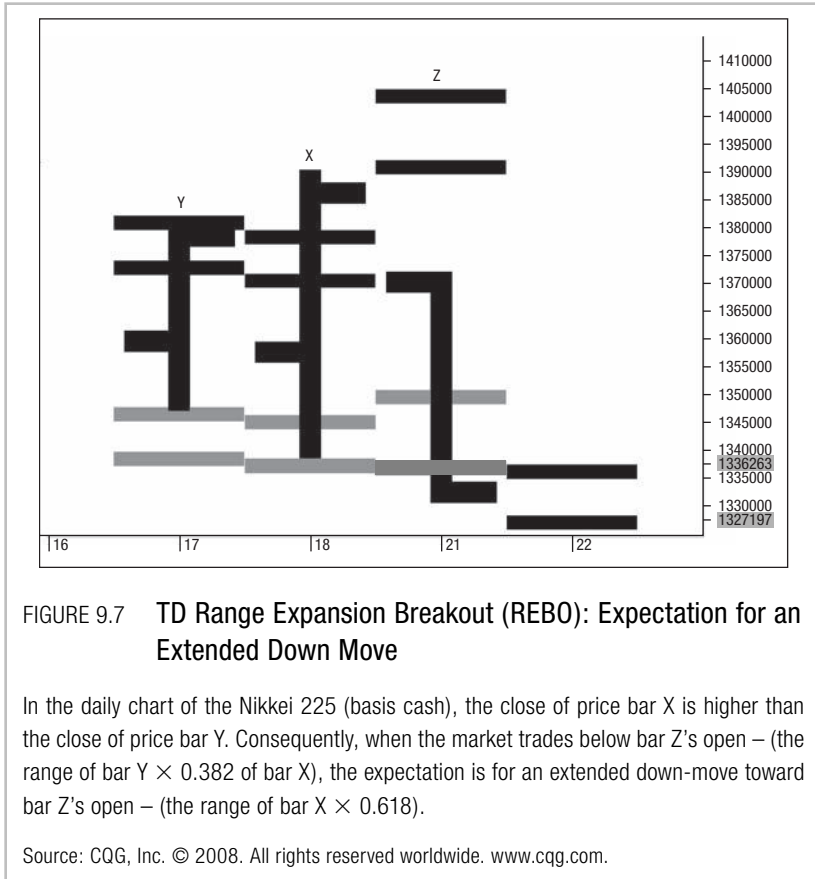 Z
X
Y
1410000
1405000
1400000
1395000
1390000
1385000
1380000
1375000
1370000
1365000
1360000
1355000
1350000
1345000
1340000
1336263
1335000
1330000
1327197
16
17
18
21
22
FIGURE 9.7 TD Range Expansion Breakout (REBO): Expectation for an
Extended Down Move
In the daily chart of the Nikkei 225 (basis cash), the close of price bar X is higher than
the close of price bar Y. Consequently, when the market trades below bar Z's open – (the
range of bar Y × 0.382 of bar X), the expectation is for an extended down-move toward
bar Z's open – (the range of bar X × 0.618).
Source: CQG, Inc. © 2008. All rights reserved worldwide. www.cqg.com.